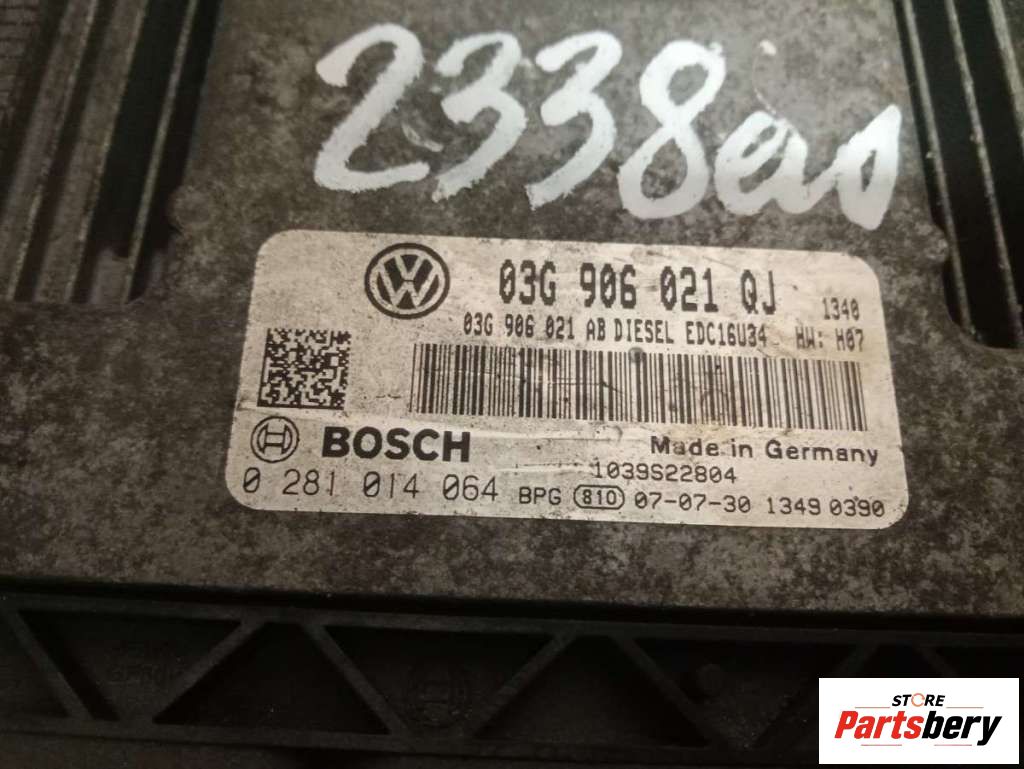 2338eas
03G 906 021 QJ 1340
03G 906 021 AB DIESEL EDC16U34 HW: H07
BOSCH Made in Germany
1039S22804
0 281 014 064 BPG 810 07-07-30 1349 0390
STORE
Partsbery